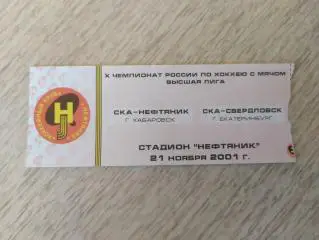 X ЧЕМПИОНАТ РОССИИ ПО ХОККЕЮ С МЯЧОМ
ВЫСШАЯ ЛИГА
СКА-НЕФТЯНИК СКА-СВЕРДЛОВСК
Г. ХАБАРОВСК Г. ЕКАТЕРИНБУРГ
СТАДИОН "НЕФТЯНИК"
21 НОЯБРЯ 2001 Г.